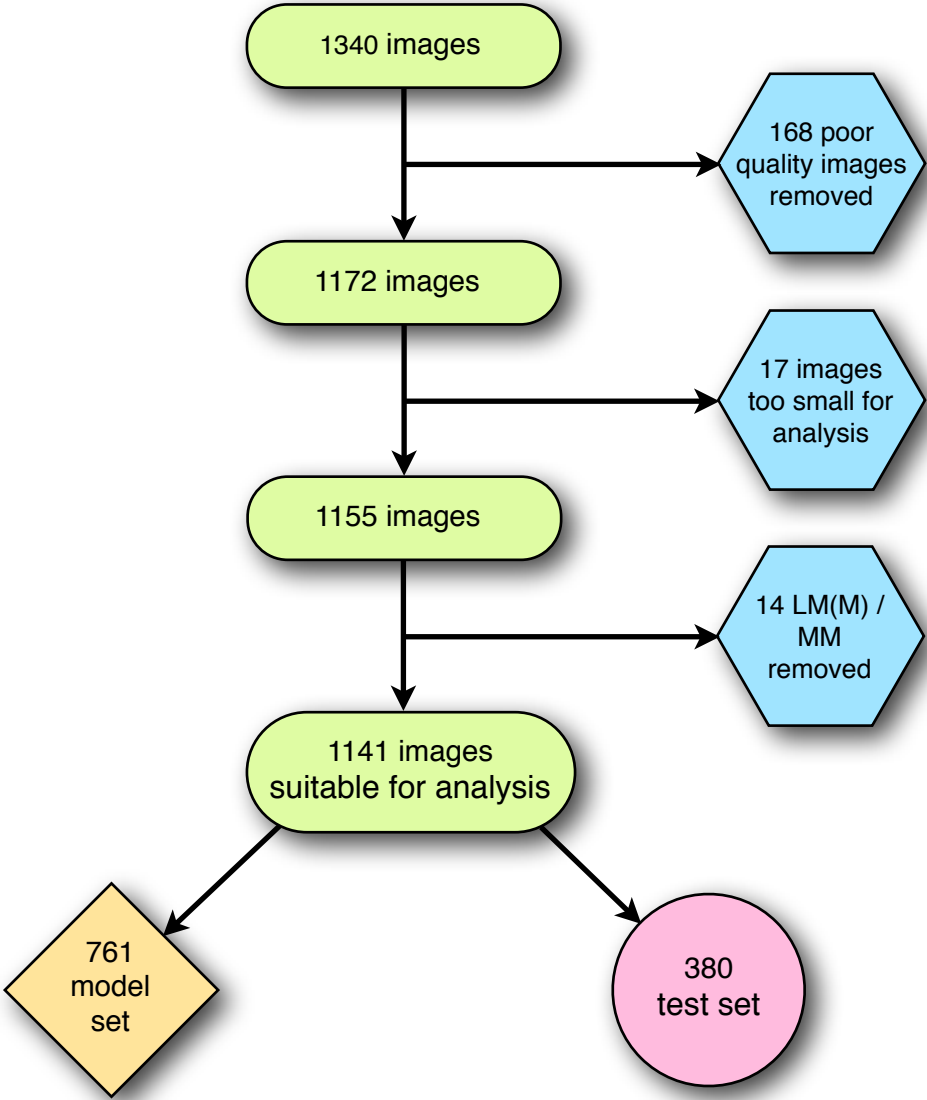 1340 images
168 poor
quality images
removed
1172 images
17 images
too small for
analysis
1155 images
14 LM(M) /
MM
removed
1141 images
suitable for analysis
761
model
set
380
test set